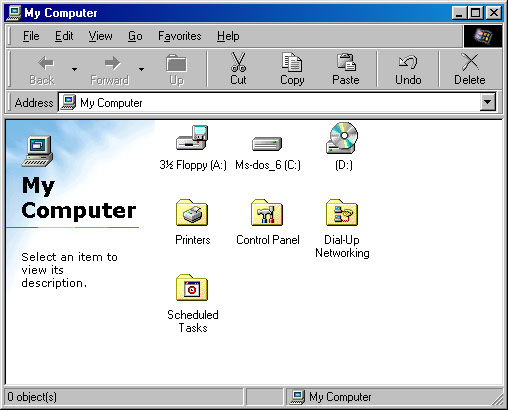 My Computer
File Edit View Go Favorites Help
Back Forward Up Cut Copy Paste Undo Delete
Address My Computer
3½ Floppy (A:) Ms-dos_6 (C:) (D:)
My
Computer
Printers Control Panel Dial-Up
Networking
Select an item to
view its
description.
Scheduled
Tasks
0 object(s) My Computer